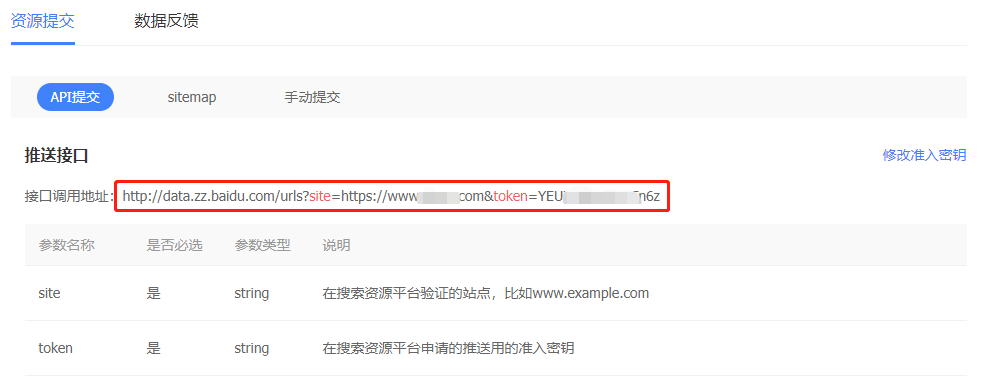 资源提交 数据反馈
API提交 sitemap 手动提交
推送接口 修改准入密钥
接口调用地址: http://data.zz.baidu.com/urls?site=https://www com&token=YEU n6z
参数名称 是否必选 参数类型 说明
site 是 string 在搜索资源平台验证的站点，比如www.example.com
token 是 string 在搜索资源平台申请的推送用的准入密钥